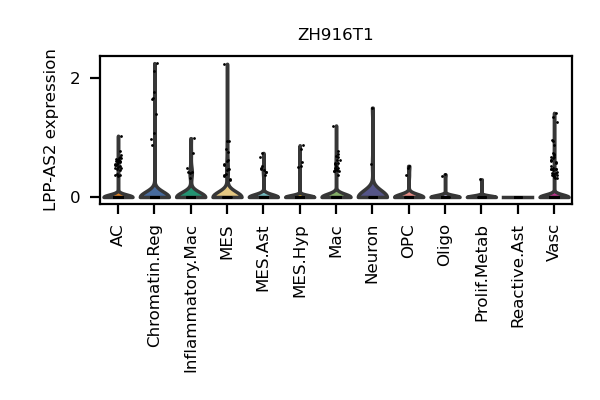 ZH916T1
LPP-AS2 expression
2
0
AC
Chromatin.Reg
Inflammatory.Mac
MES
MES.Ast
MES.Hyp
Mac
Neuron
OPC
Oligo
Prolif.Metab
Reactive.Ast
Vasc